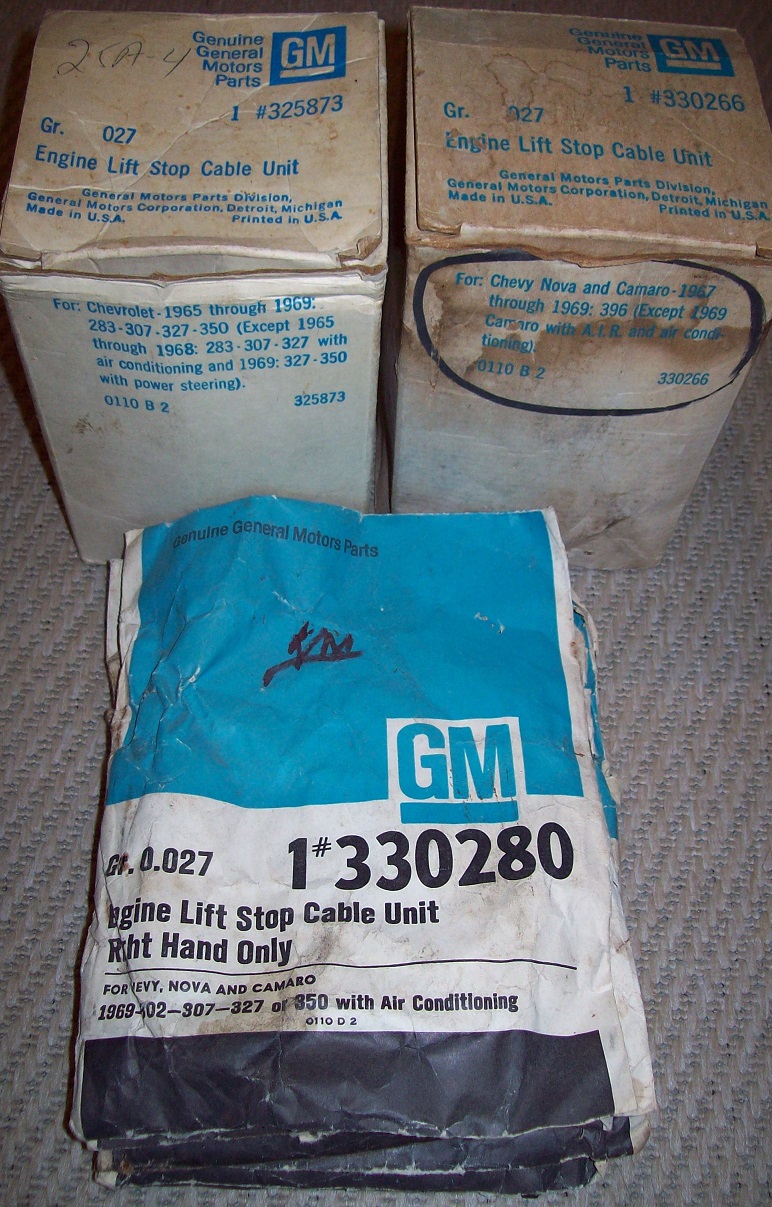 Genuine
General
Motors
Parts
GM
1 #325873
Gr. 027
Engine Lift Stop Cable Unit
General Motors Parts Division,
General Motors Corporation, Detroit, Michigan
Made in U.S.A. Printed in U.S.A.
For: Chevrolet-1965 through 1969:
283-307-327-350 (Except 1965
through 1968: 283-307-327 with
air conditioning and 1969: 327-350
with power steering).
0110 B 2 325873
Genuine
General
Motors
Parts
GM
1 #330266
Gr. 027
Engine Lift Stop Cable Unit
General Motors Parts Division,
General Motors Corporation, Detroit, Michigan
Made in U.S.A. Printed in U.S.A.
For: Chevy Nova and Camaro-1967
through 1969: 396 (Except 1969
Camaro with A.I.R. and air condi-
tioning).
0110 B 2 330266
Genuine General Motors Parts
GM
Gr. 0.027 1#330280
Engine Lift Stop Cable Unit
Right Hand Only
FOR CHEVY, NOVA AND CAMARO
1969-302-307-327 or 350 with Air Conditioning
0110 D 2